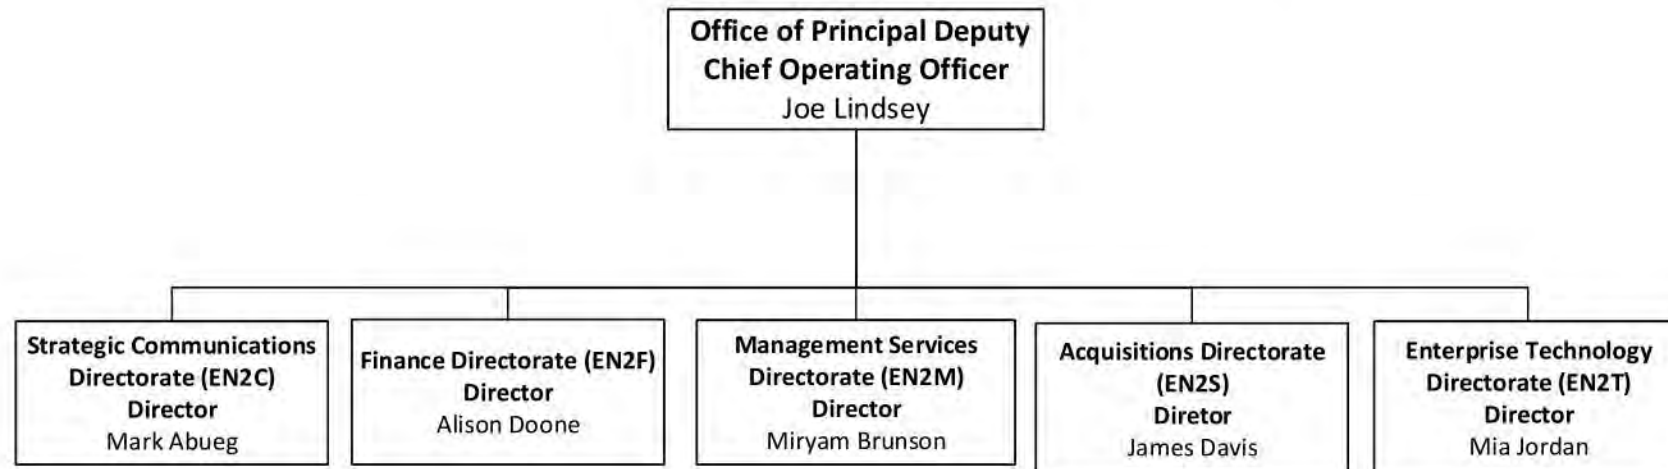 Office of Principal Deputy
Chief Operating Officer
Joe Lindsey
Strategic Communications
Directorate (EN2C)
Director
Mark Abueg
Finance Directorate (EN2F)
Director
Alison Doone
Management Services
Directorate (EN2M)
Director
Miryam Brunson
Acquisitions Directorate
(EN2S)
Diretor
James Davis
Enterprise Technology
Directorate (EN2T)
Director
Mia Jordan